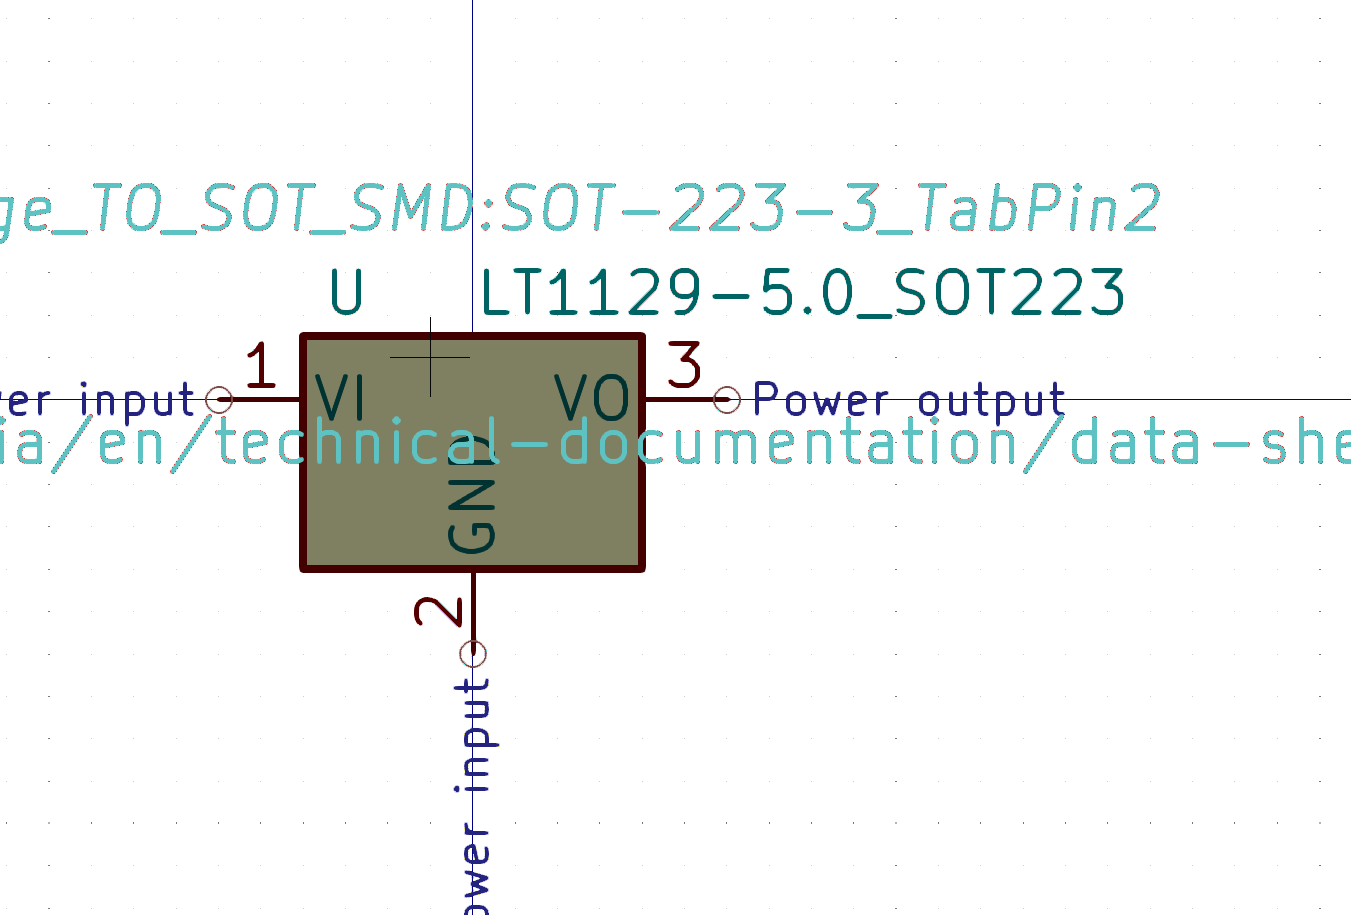 ge_TO_SOT_SMD:SOT-223-3_TabPin2
U LT1129-5.0_SOT223
1 3
er input VI VO Power output
ia/en/technical-documentation/data-she
GND
2
ower input